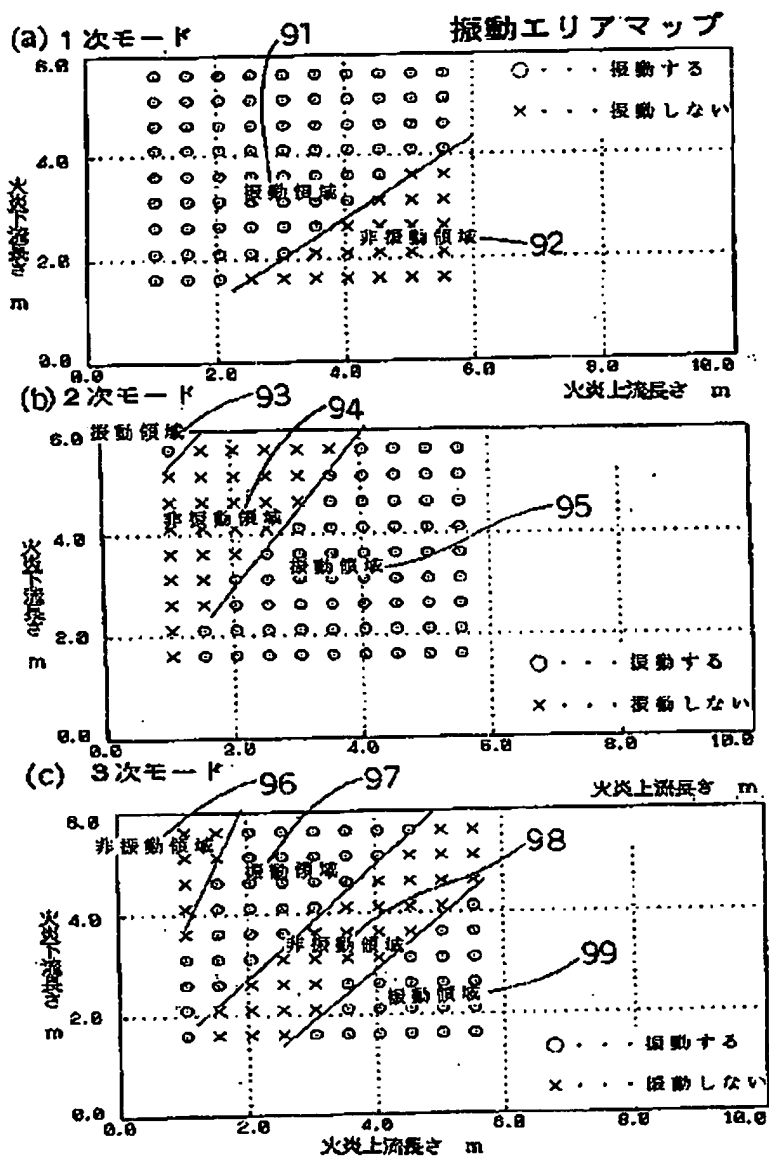 振動エリアマップ
(a) 1次モード
91
6.0
○・・・振動する
×・・・振動しない
4.0
振動領域
火炎下流長さ m
非振動領域
92
2.0
0.0
2.0
4.0
6.0
8.0
10.0
火炎上流長さ m
(b) 2次モード
93
94
振動領域
6.0
非振動領域
95
4.0
火炎下流長さ m
振動領域
2.0
○・・・振動する
×・・・振動しない
0.0
0.0
2.0
4.0
6.0
8.0
10.0
火炎上流長さ m
(c) 3次モード
96
97
6.0
非振動領域
振動領域
98
4.0
火炎下流長さ m
非振動領域
99
振動領域
2.0
○・・・振動する
×・・・振動しない
0.0
0.0
2.0
4.0
6.0
8.0
10.0
火炎上流長さ m